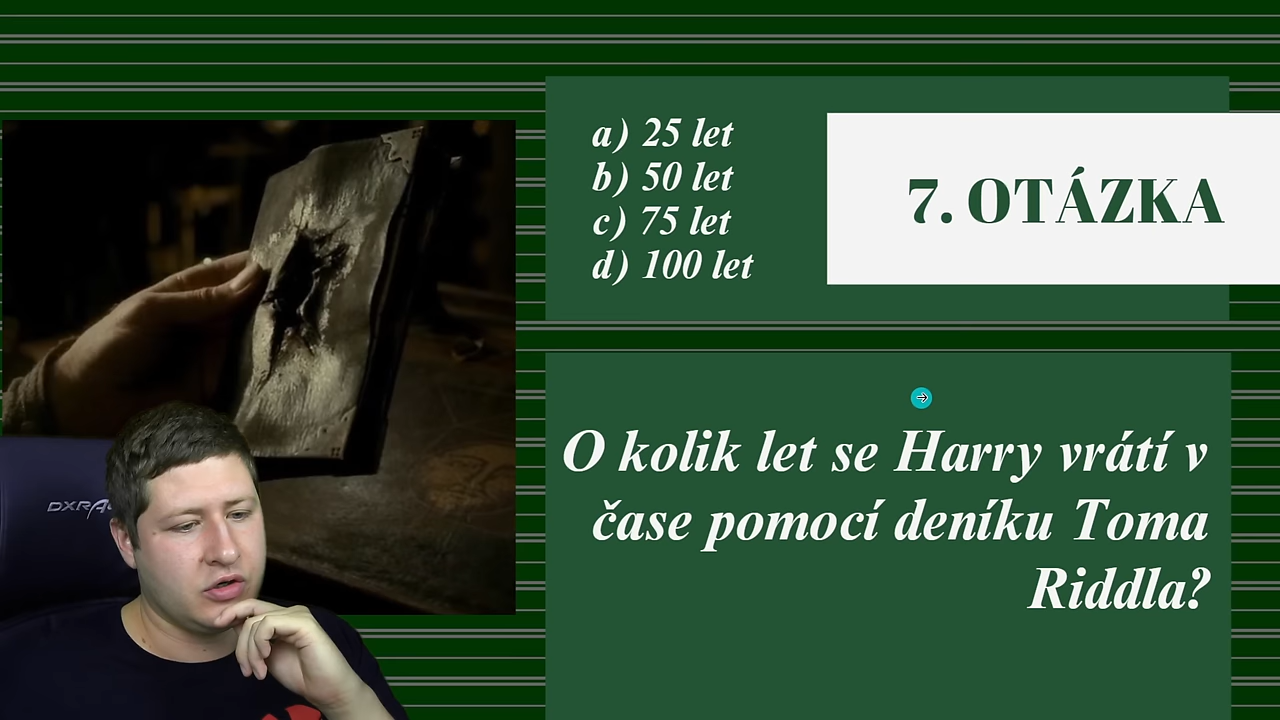 a) 25 let
b) 50 let
c) 75 let
d) 100 let
7. OTÁZKA
O kolik let se Harry vrátí v
čase pomocí deníku Toma
Riddla?